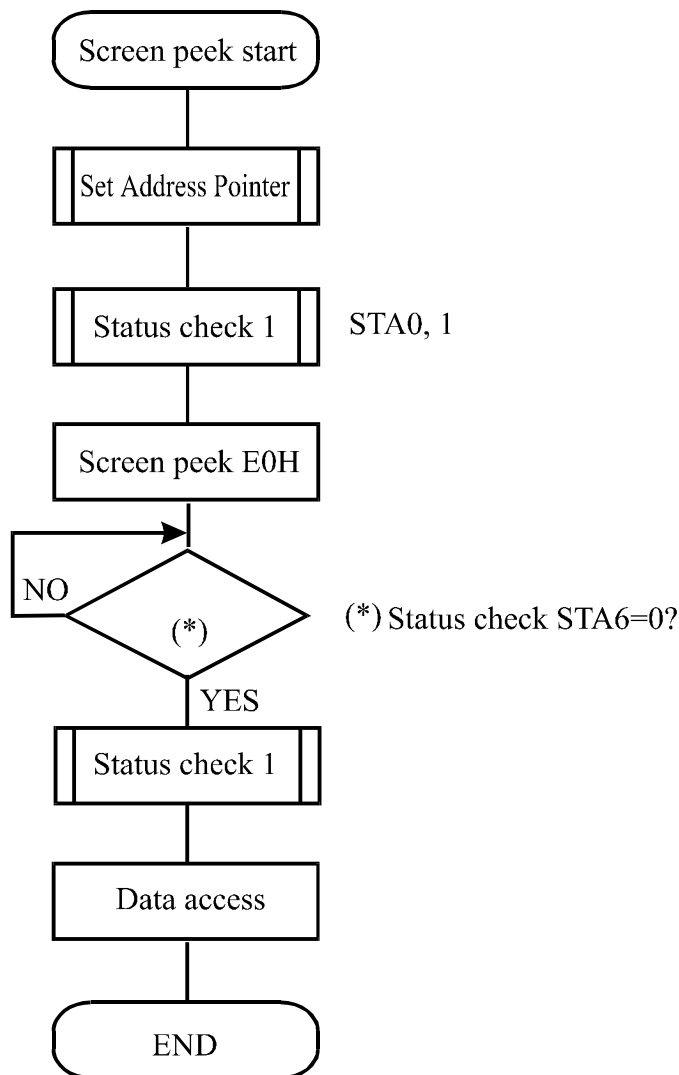 Screen peek start
Set Address Pointer
Status check 1
STA0, 1
Screen peek E0H
NO
(*)
(*) Status check STA6=0?
YES
Status check 1
Data access
END